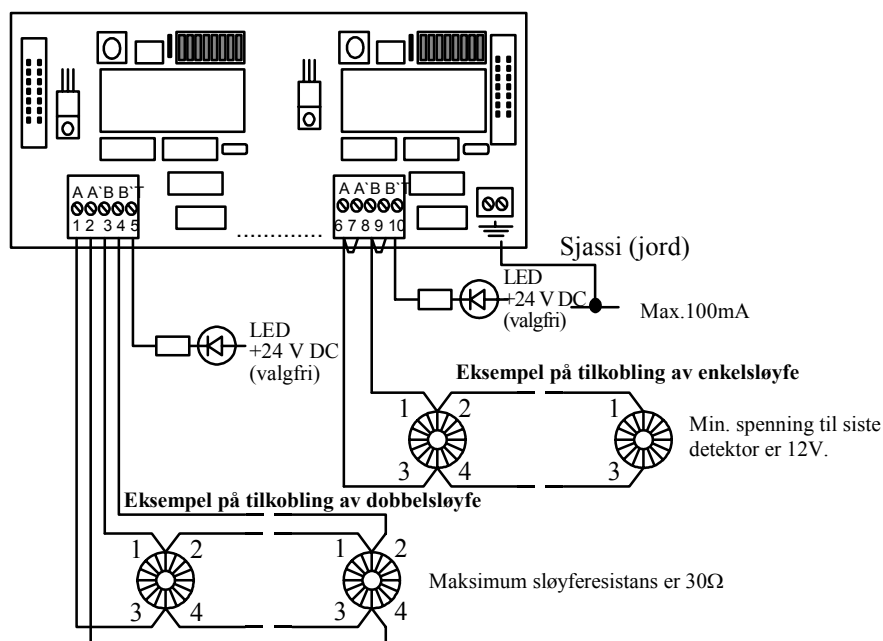 A A`B B`T
1 2 3 4 5
.............
A A`B B`T
6 7 8 9 10
Sjassi (jord)
LED
+24 V DC
(valgfri)
Max.100mA
LED
+24 V DC
(valgfri)
Eksempel på tilkobling av enkelsløyfe
1 2
3 4
1
3
Min. spenning til siste
detektor er 12V.
Eksempel på tilkobling av dobbelsløyfe
1 2
3 4
1 2
3 4
Maksimum sløyferesistans er 30Ω